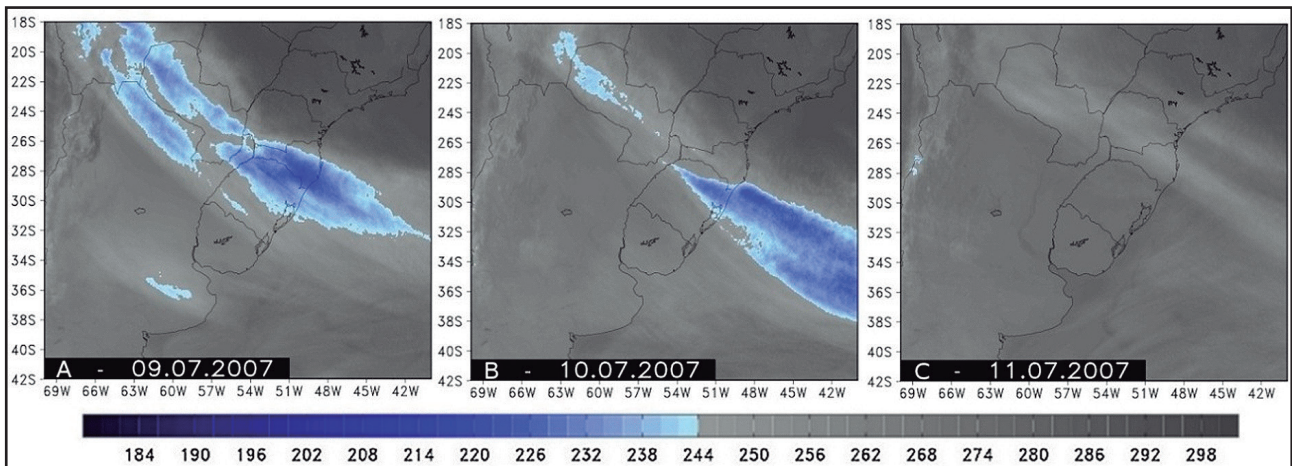 18S
20S
22S
24S
26S
28S
30S
32S
34S
36S
38S
40S
42S
A - 09.07.2007
69W 66W 63W 60W 57W 54W 51W 48W 45W 42W
18S
20S
22S
24S
26S
28S
30S
32S
34S
36S
38S
40S
42S
B - 10.07.2007
69W 66W 63W 60W 57W 54W 51W 48W 45W 42W
18S
20S
22S
24S
26S
28S
30S
32S
34S
36S
38S
40S
42S
C - 11.07.2007
69W 66W 63W 60W 57W 54W 51W 48W 45W 42W
184 190 196 202 208 214 220 226 232 238 244 250 256 262 268 274 280 286 292 298